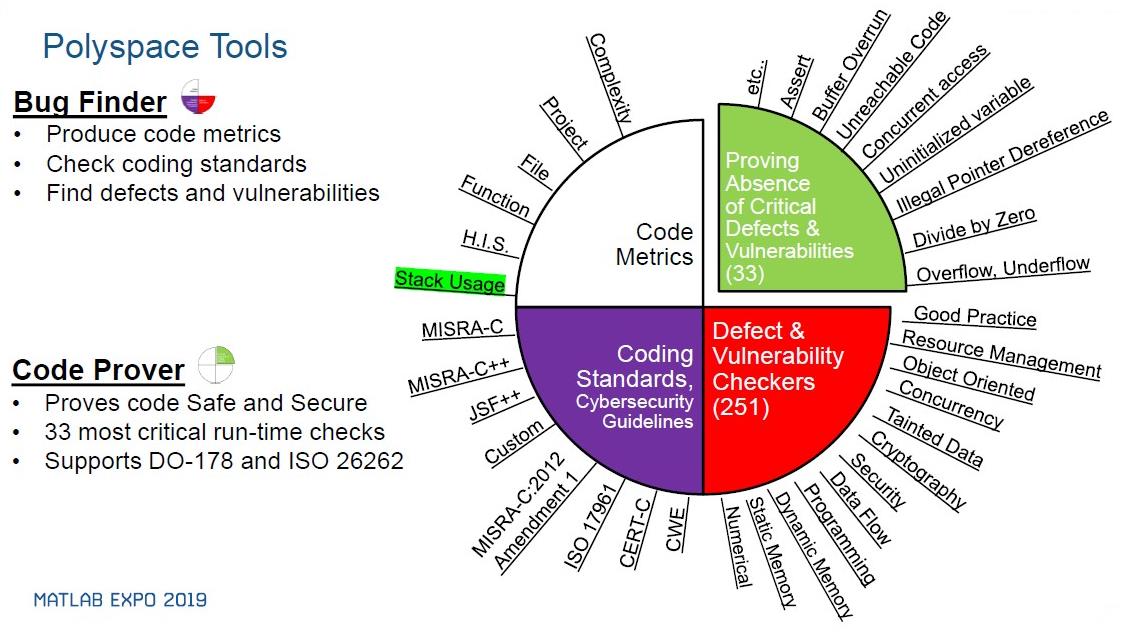 Polyspace Tools
Bug Finder
• Produce code metrics
• Check coding standards
• Find defects and vulnerabilities
Code Prover
• Proves code Safe and Secure
• 33 most critical run-time checks
• Supports DO-178 and ISO 26262
Complexity
Project
File
Function
H.I.S.
Stack Usage
Code
Metrics
etc..
Assert
Buffer Overrun
Unreachable Code
Concurrent access
Uninitialized variable
Illegal Pointer Dereference
Divide by Zero
Overflow, Underflow
Proving
Absence
of Critical
Defects &
Vulnerabilities
(33)
MISRA-C
MISRA-C++
JSF++
Custom
MISRA-C:2012
Amendment 1
ISO 17961
CERT-C
CWE
Coding
Standards,
Cybersecurity
Guidelines
Defect &
Vulnerability
Checkers
(251)
Good Practice
Resource Management
Object Oriented
Concurrency
Tainted Data
Cryptography
Security
Data Flow
Programming
Dynamic Memory
Static Memory
Numerical
MATLAB EXPO 2019